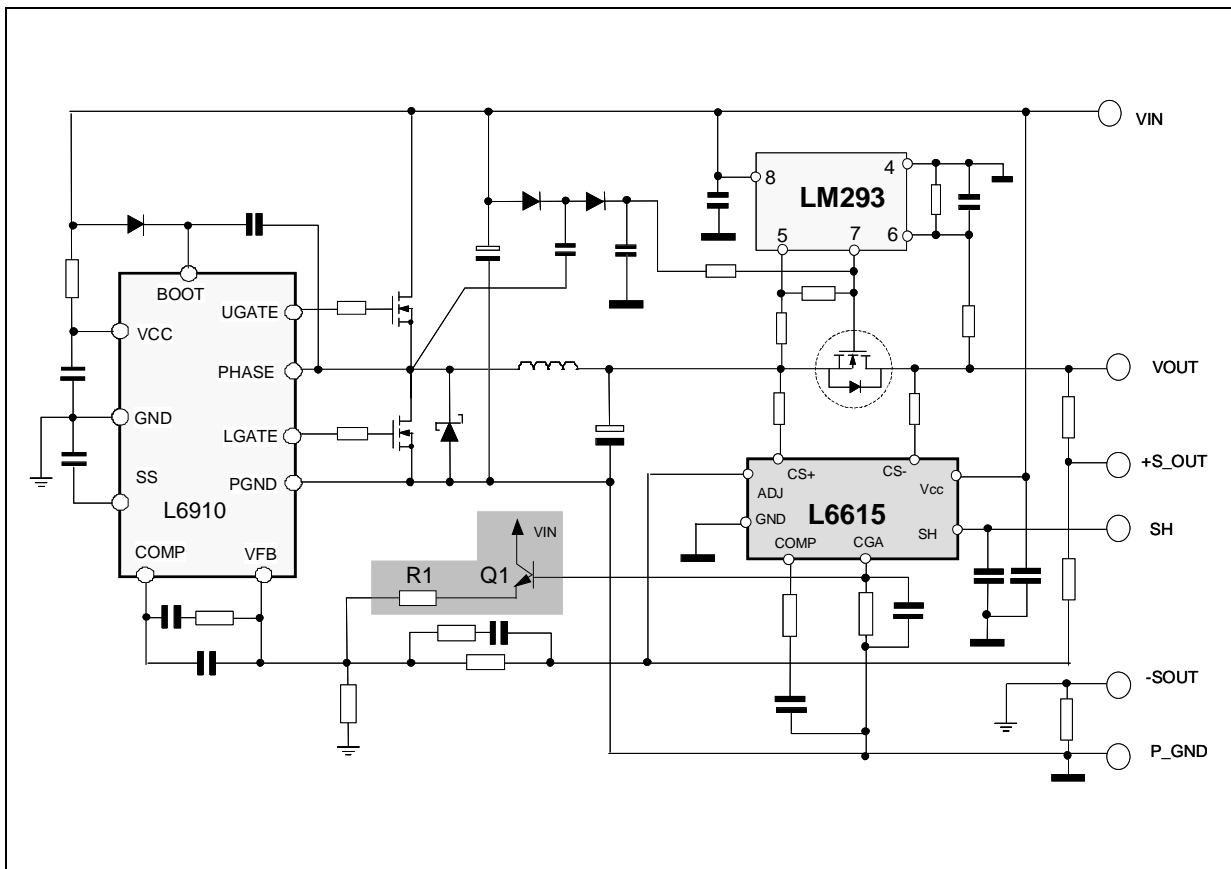 VIN
8
4
LM293
5
7
6
BOOT
UGATE
VCC
PHASE
VOUT
GND
LGATE
CS+
CS-
+S_OUT
SS
PGND
ADJ
Vcc
L6910
GND
L6615
SH
SH
VIN
COMP
CGA
COMP
VFB
R1
Q1
-SOUT
P_GND